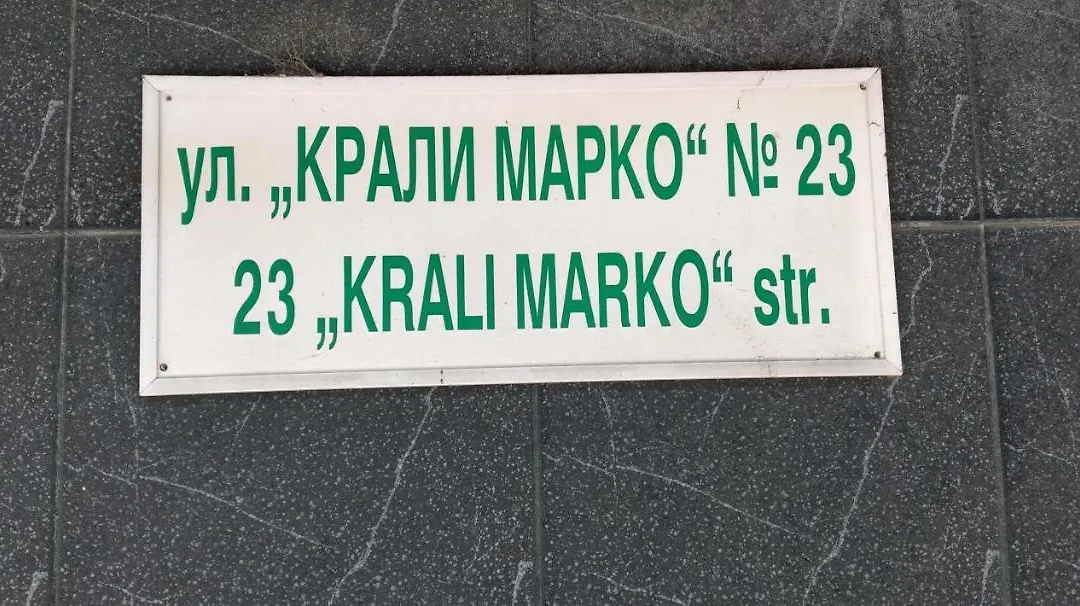 ул. „КРАЛИ МАРКО“ № 23
23 „KRALI MARKO“ str.